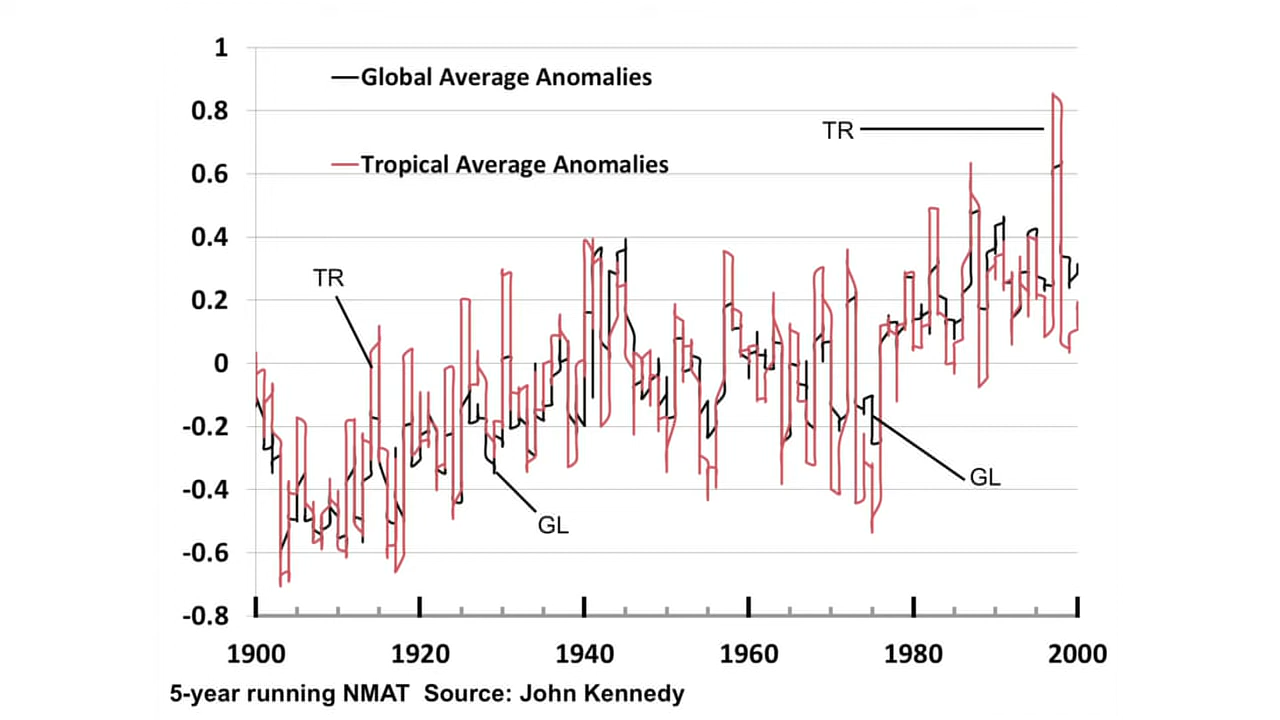 1
Global Average Anomalies
0.8
TR
Tropical Average Anomalies
0.6
0.4
TR
0.2
0
-0.2
-0.4
GL
GL
-0.6
-0.8
1900 1920 1940 1960 1980 2000
5-year running NMAT Source: John Kennedy